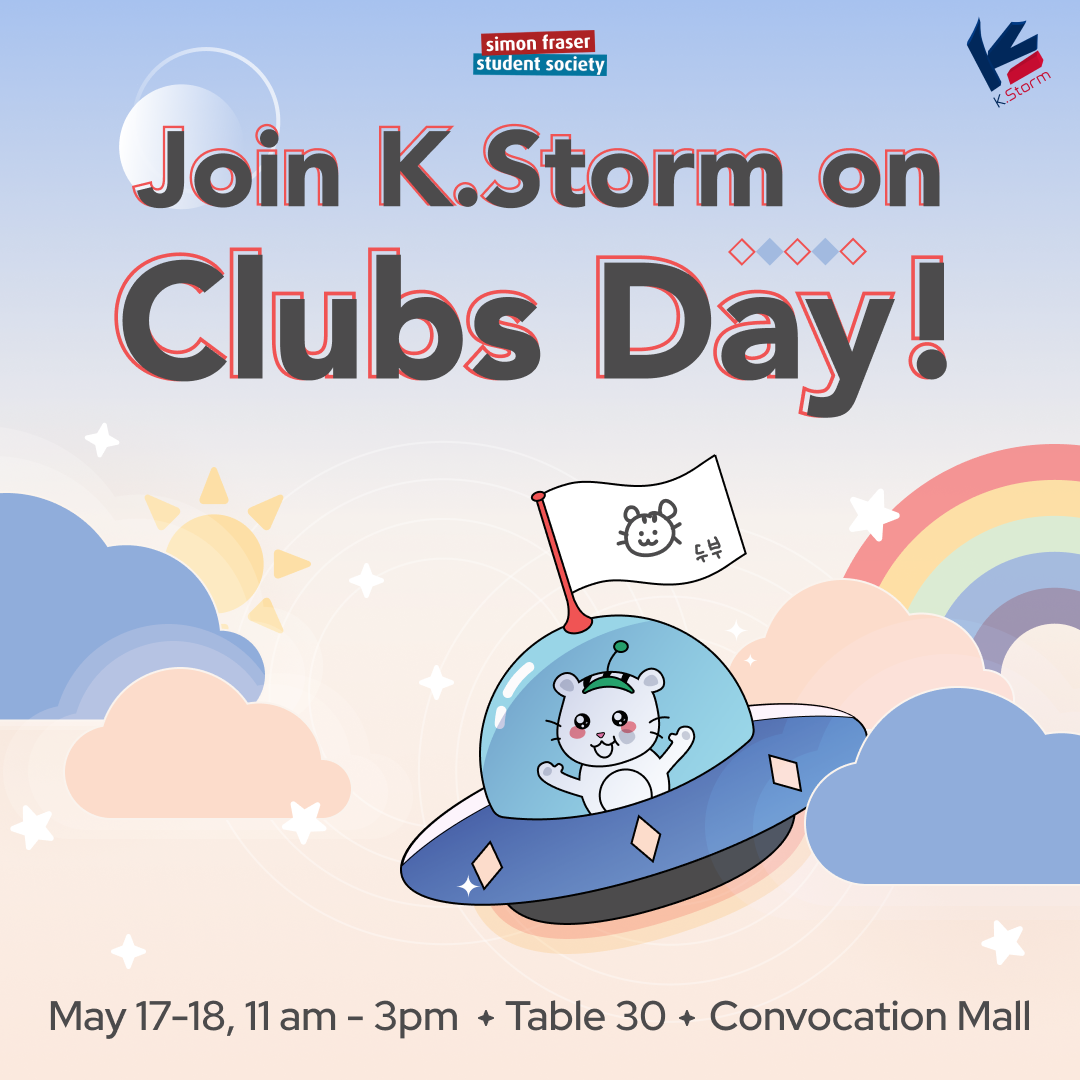 simon fraser
student society
K.Storm
Join K.Storm on
Clubs Day!
두부
May 17-18, 11 am - 3pm ✦ Table 30 ✦ Convocation Mall